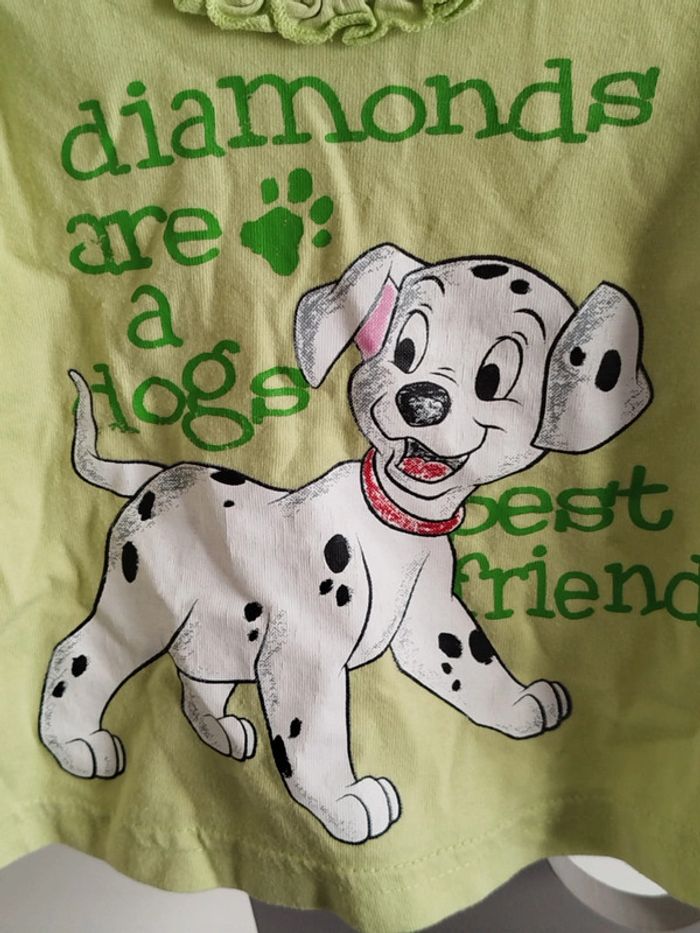 diamonds
are
a
dogs
best
friend